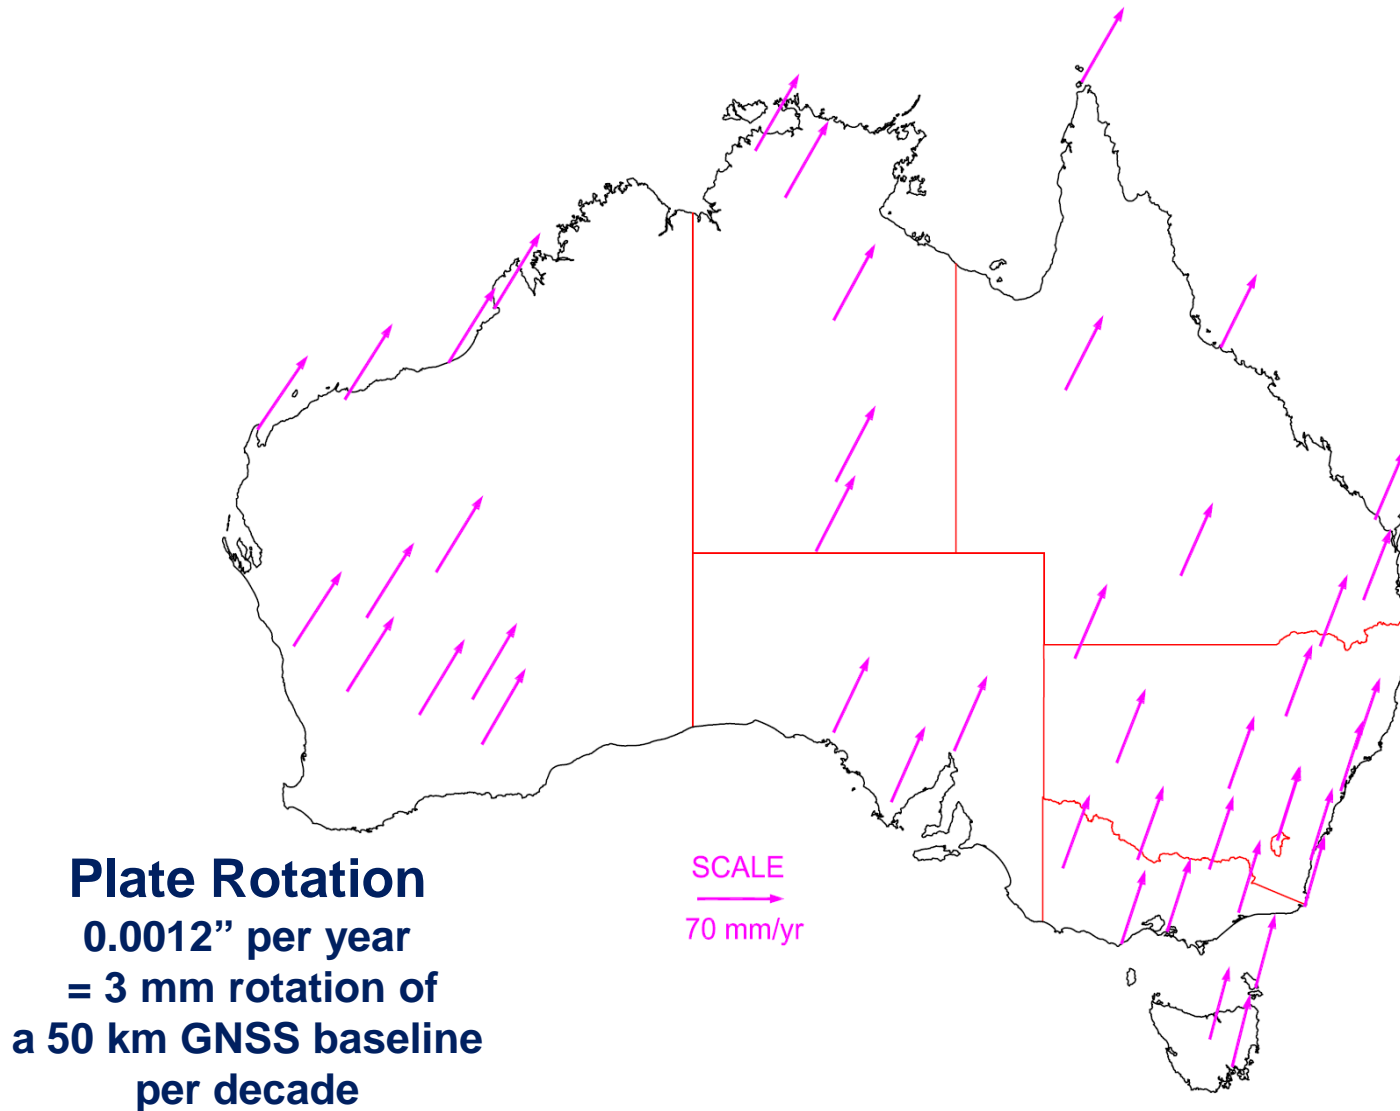 SCALE
70 mm/yr
Plate Rotation
0.0012” per year
= 3 mm rotation of
a 50 km GNSS baseline
per decade